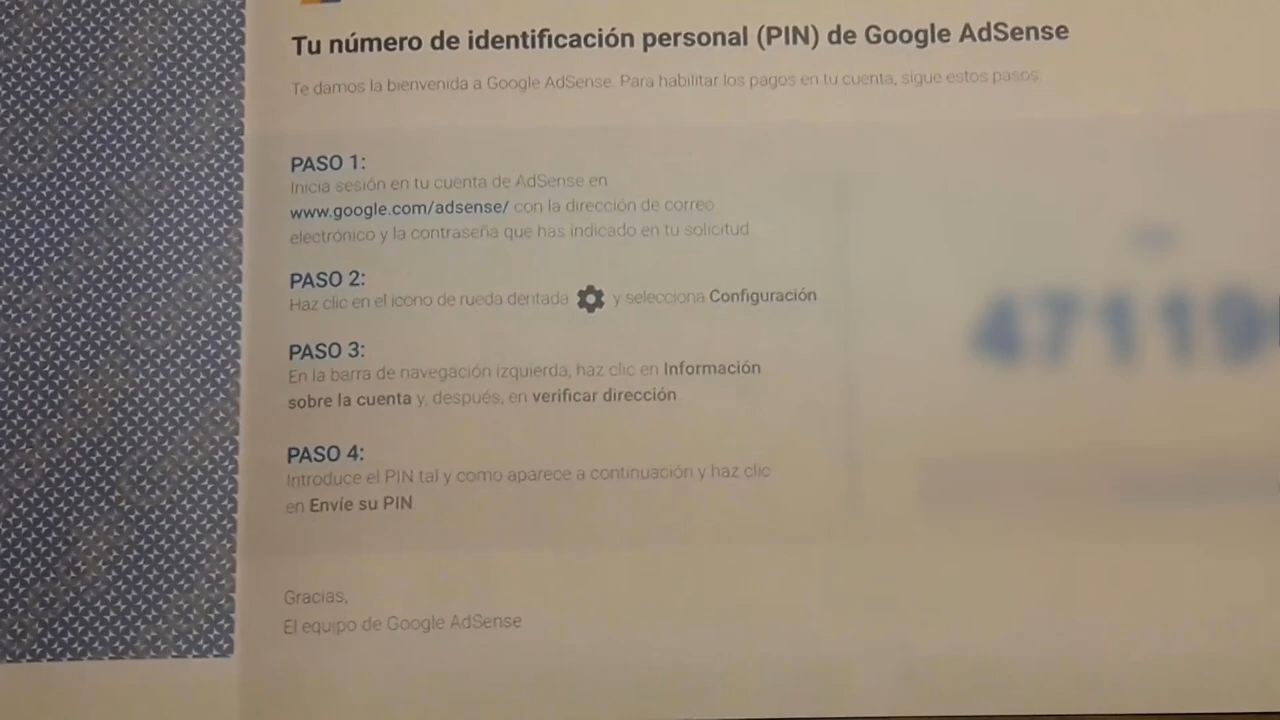 Tu número de identificación personal (PIN) de Google AdSense
Te damos la bienvenida a Google AdSense. Para habilitar los pagos en tu cuenta, sigue estos pasos.
PASO 1:
Inicia sesión en tu cuenta de AdSense en
www.google.com/adsense/ con la dirección de correo
electrónico y la contraseña que has indicado en tu solicitud
PASO 2:
Haz clic en el icono de rueda dentada y selecciona Configuración
PASO 3:
En la barra de navegación izquierda, haz clic en Información
sobre la cuenta y, después, en verificar dirección
PASO 4:
Introduce el PIN tal y como aparece a continuación y haz clic
en Envíe su PIN
Gracias,
El equipo de Google AdSense